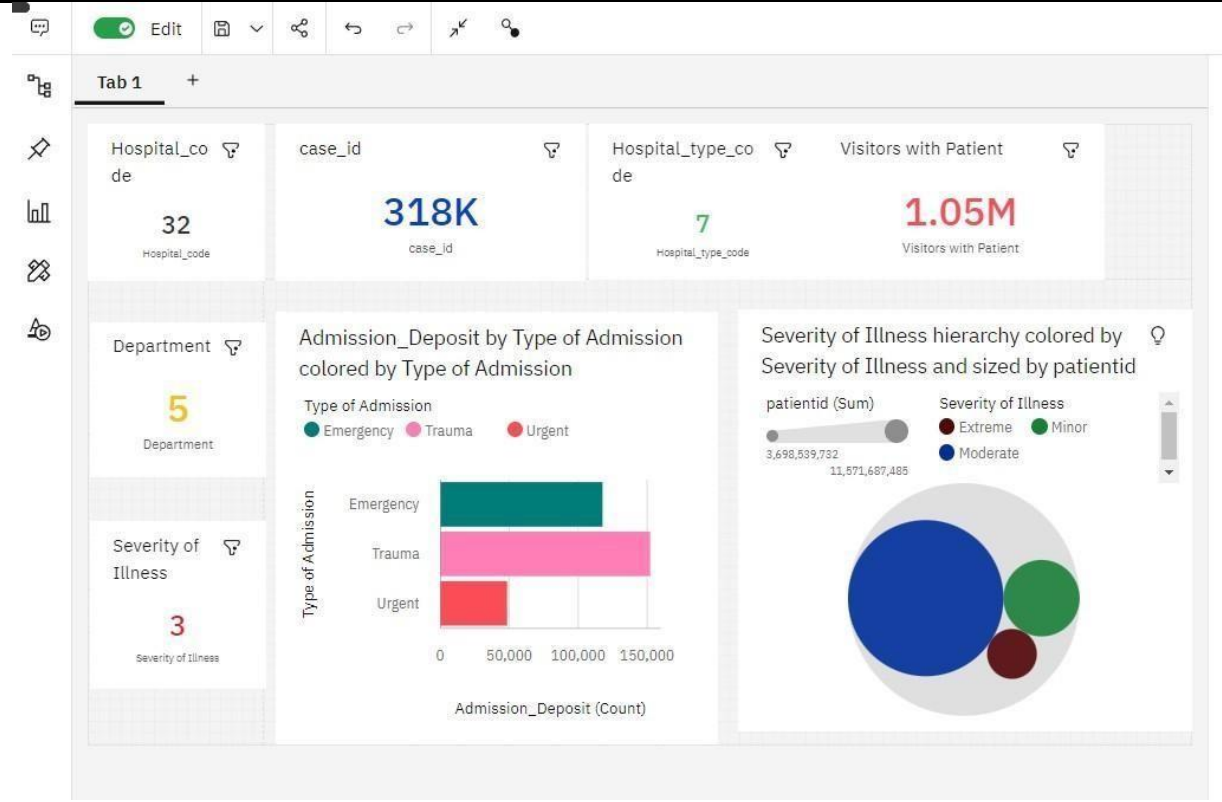 Edit
Tab 1 +
Hospital_co
de
32
Hospital_code
case_id
318K
case_id
Hospital_type_co
de
7
Hospital_type_code
Visitors with Patient
1.05M
Visitors with Patient
Department
5
Department
Severity of
Illness
3
Severity of Illness
Admission_Deposit by Type of Admission
colored by Type of Admission
Type of Admission
Emergency Trauma Urgent
Type of Admission
Emergency
Trauma
Urgent
0 50,000 100,000 150,000
Admission_Deposit (Count)
Severity of Illness hierarchy colored by
Severity of Illness and sized by patientid
patientid (Sum)
3,698,539,732
11,571,687,485
Severity of Illness
Extreme Minor
Moderate